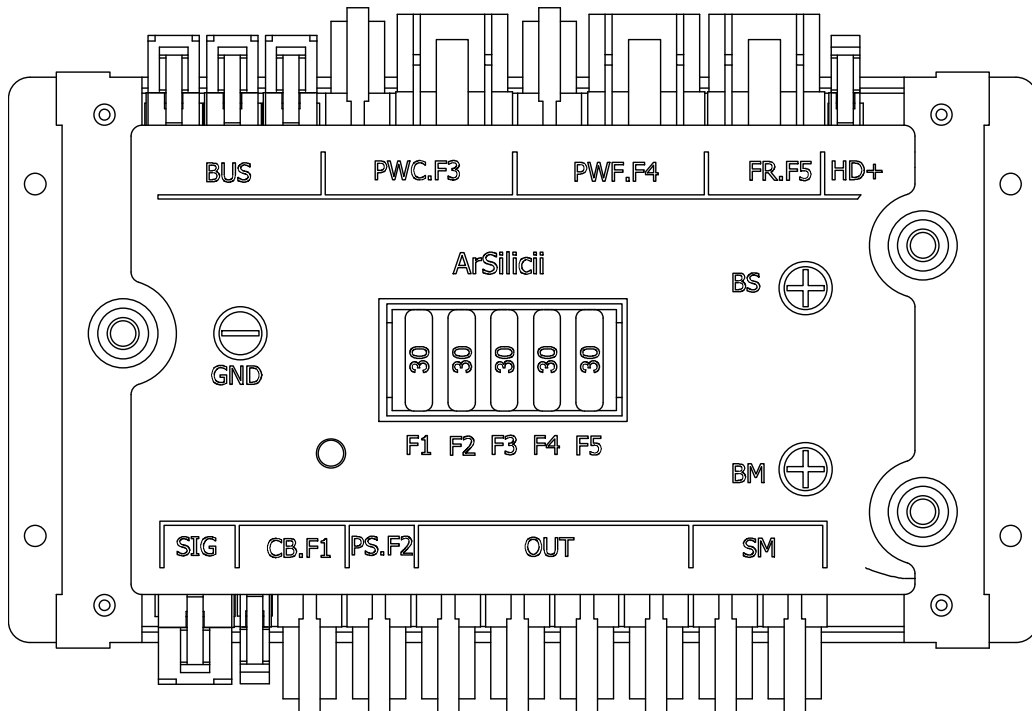 BUS PWC.F3 PWF.F4 FR.F5 HD+
ArSilicii
BS
GND
30 30 30 30 30
F1 F2 F3 F4 F5
BM
SIG CB.F1 PS.F2 OUT SM